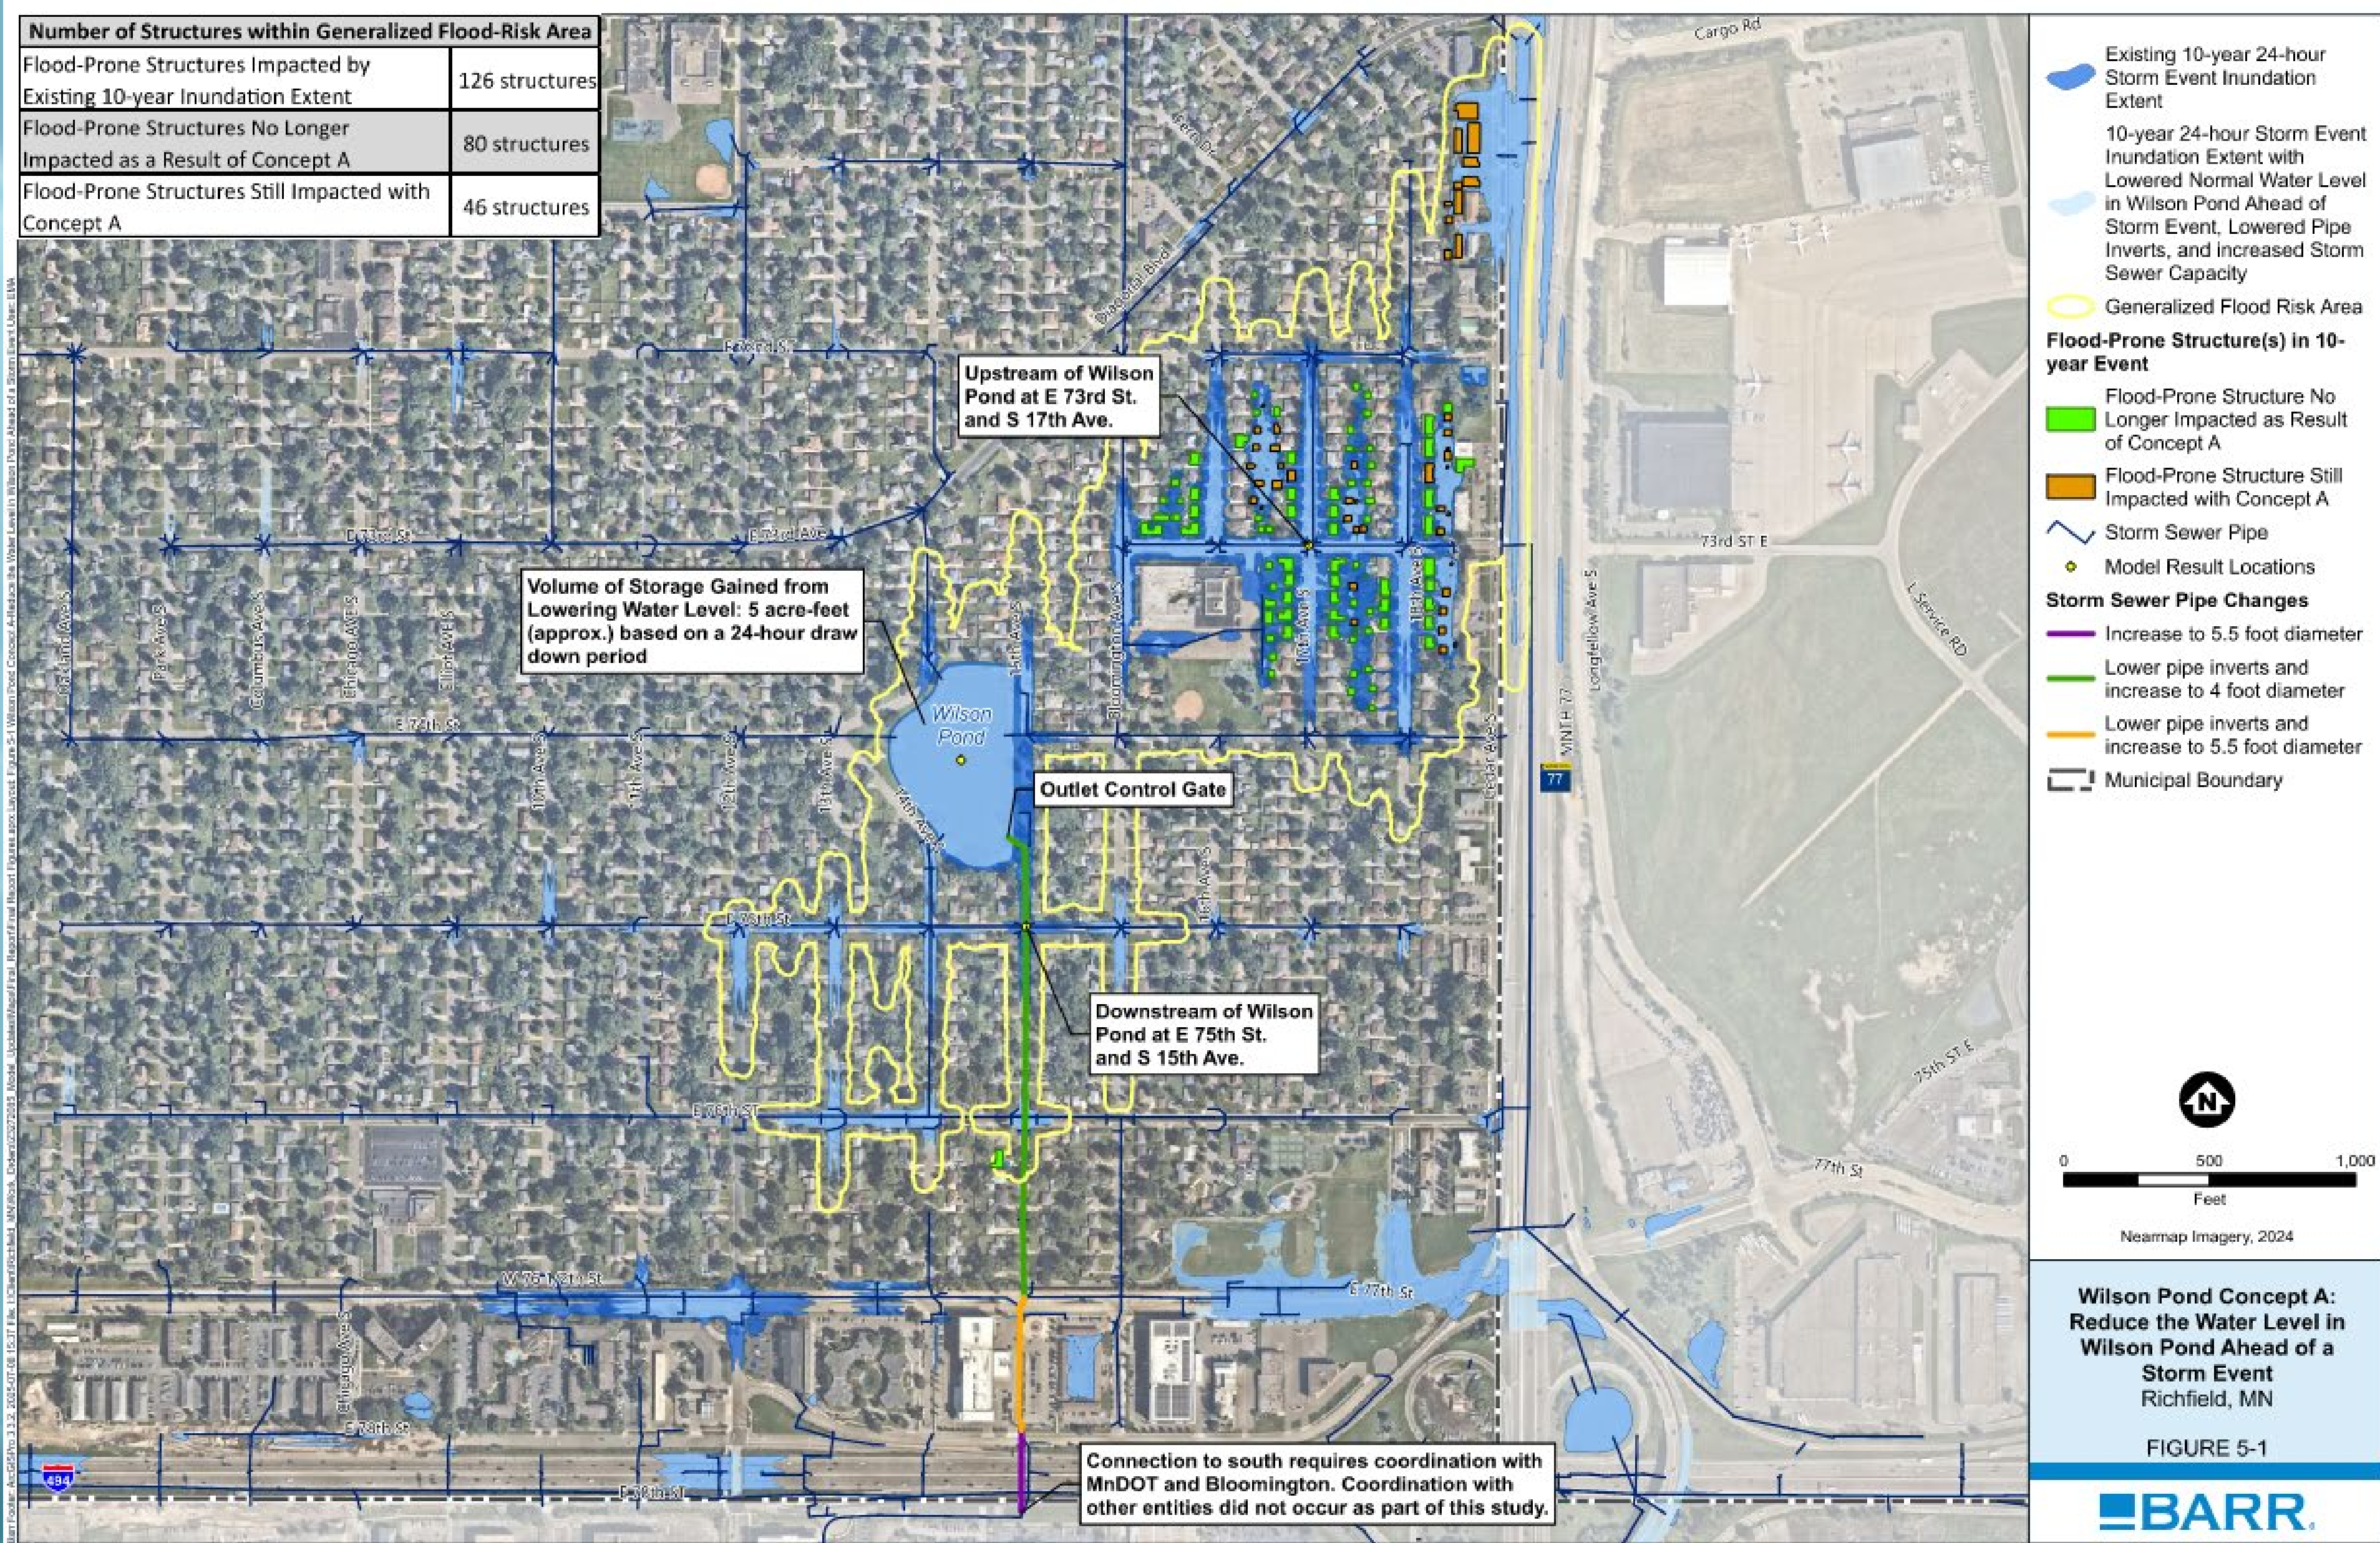 Number of Structures within Generalized Flood-Risk Area
Flood-Prone Structures Impacted by
Existing 10-year Inundation Extent
126 structures
Flood-Prone Structures No Longer
Impacted as a Result of Concept A
80 structures
Flood-Prone Structures Still Impacted with
Concept A
46 structures
Cargo Rd
Diagonal Blvd
Upstream of Wilson
Pond at E 73rd St.
and S 17th Ave.
E 73rd St
E 73rd Ave
73rd ST E
L Service RD
Volume of Storage Gained from
Lowering Water Level: 5 acre-feet
(approx.) based on a 24-hour draw
down period
Oakland Ave S
Park Ave S
Columbus Ave S
Chicago AVE S
Elliot AVE S
15th Ave S
Bloomington Ave S
17th Ave S
18th Ave S
Longfellow Ave S
Wilson
Pond
E 74th St
10th Ave S
11th Ave S
12th Ave S
13th Ave S
14th Ave S
Cedar Ave S
MNTH 77
77
Outlet Control Gate
16th Ave S
E 75th St
Downstream of Wilson
Pond at E 75th St.
and S 15th Ave.
75th ST E
E 76th ST
77th St
W 76 1/2th St
E 77th St
Chicago Ave S
E 78th St
494
E 78th ST
Connection to south requires coordination with
MnDOT and Bloomington. Coordination with
other entities did not occur as part of this study.
Existing 10-year 24-hour
Storm Event Inundation
Extent
10-year 24-hour Storm Event
Inundation Extent with
Lowered Normal Water Level
in Wilson Pond Ahead of
Storm Event, Lowered Pipe
Inverts, and increased Storm
Sewer Capacity
Generalized Flood Risk Area
Flood-Prone Structure(s) in 10-
year Event
Flood-Prone Structure No
Longer Impacted as Result
of Concept A
Flood-Prone Structure Still
Impacted with Concept A
Storm Sewer Pipe
Model Result Locations
Storm Sewer Pipe Changes
Increase to 5.5 foot diameter
Lower pipe inverts and
increase to 4 foot diameter
Lower pipe inverts and
increase to 5.5 foot diameter
Municipal Boundary
N
0 500 1,000
Feet
Nearmap Imagery, 2024
Wilson Pond Concept A:
Reduce the Water Level in
Wilson Pond Ahead of a
Storm Event
Richfield, MN
FIGURE 5-1
BARR